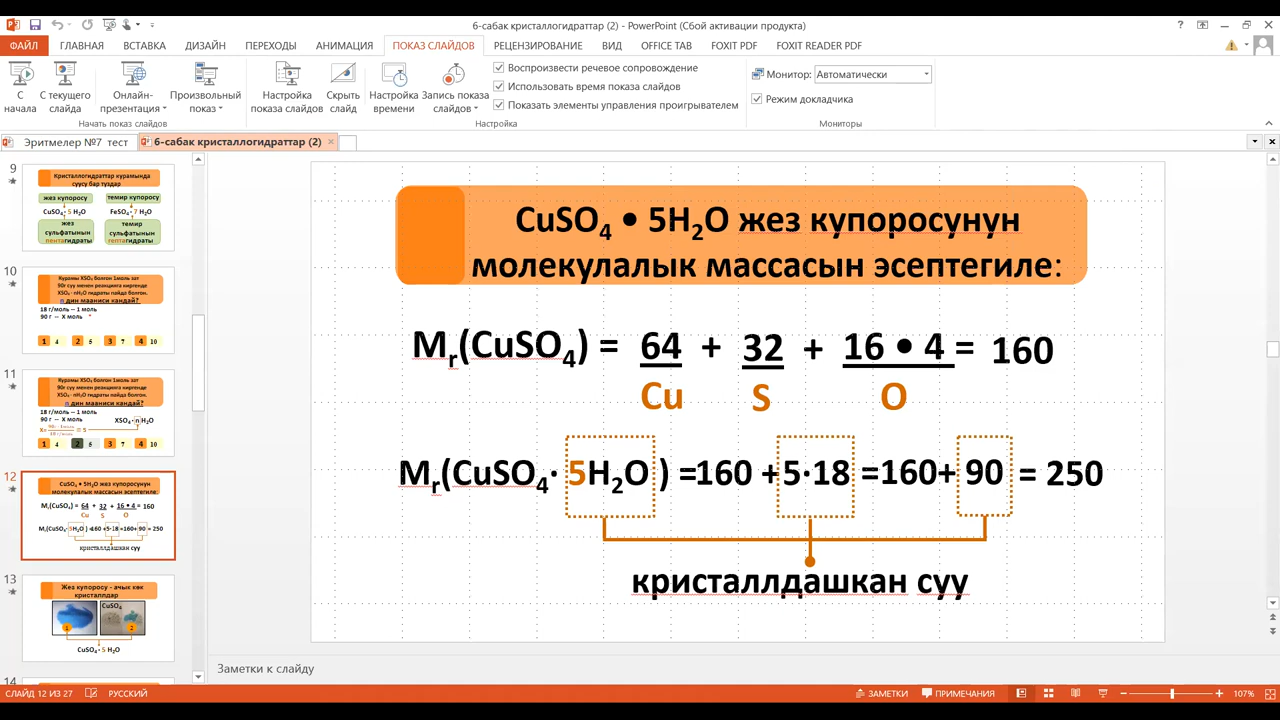 6-сабак кристаллогидраттар (2) - PowerPoint (Сбой активации продукта)
ФАЙЛ ГЛАВНАЯ ВСТАВКА ДИЗАЙН ПЕРЕХОДЫ АНИМАЦИЯ ПОКАЗ СЛАЙДОВ РЕЦЕНЗИРОВАНИЕ ВИД OFFICE TAB FOXIT PDF FOXIT READER PDF
С начала
С текущего слайда
Онлайн-презентация
Произвольный показ
Начать показ слайдов
Настройка показа слайдов
Скрыть слайд
Настройка времени
Запись показа слайдов
Воспроизвести речевое сопровождение
Использовать время показа слайдов
Показать элементы управления проигрывателем
Настройка
Монитор: Автоматически
Режим докладчика
Мониторы
Эритмелер №7 тест
6-сабак кристаллогидраттар (2)
9
Кристаллогидраттар курамында
суусу бар туздар
жез купоросу темир купоросу
CuSO₄· 5 H₂O FeSO₄· 7 H₂O
жез сульфатынын пентагидраты
темир сульфатынын гептагидраты
10
Курамы XSO₄ болгон 1моль зат
90г суу менен реакцияга киргенде
XSO₄ · nH₂O гидраты пайда болгон.
n дин мааниси кандай?
18 г/моль – 1 моль
90 г – X моль
1 4 2 5 3 7 4 10
11
Курамы XSO₄ болгон 1моль зат
90г суу менен реакцияга киргенде
XSO₄ · nH₂O гидраты пайда болгон.
n дин мааниси кандай?
18 г/моль – 1 моль
90 г – X моль XSO₄· n H₂O
1 4 2 5 3 7 4 10
12
CuSO₄ • 5H₂O жез купоросунун
молекулалык массасын эсептегиле:
Mr(CuSO₄) = 64 + 32 + 16 • 4 = 160
Cu S O
Mr(CuSO₄· 5H₂O ) =160 +5·18 =160+ 90 = 250
кристаллдашкан суу
13
Жез купоросу - ачык көк
кристаллдар
CuSO₄
1 2
CuSO₄· 5 H₂O
14
CuSO₄ • 5H₂O жез купоросунун
молекулалык массасын эсептегиле:
Mr(CuSO₄) = 64 + 32 + 16 • 4 = 160
Cu S O
Mr(CuSO₄· 5H₂O ) =160 +5·18 =160+ 90 = 250
кристаллдашкан суу
Заметки к слайду
СЛАЙД 12 ИЗ 27 РУССКИЙ ЗАМЕТКИ ПРИМЕЧАНИЯ 107%